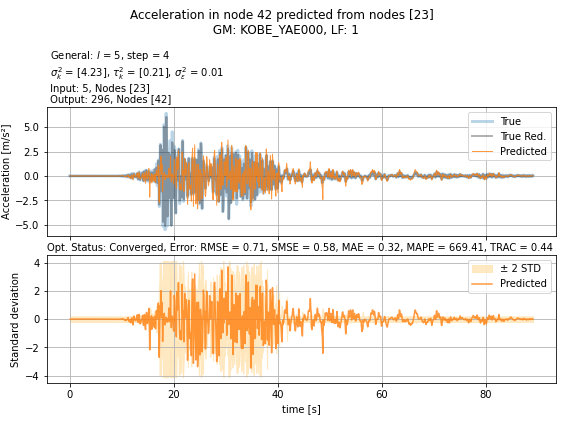 Acceleration in node 42 predicted from nodes [23]
GM: KOBE_YAE000, LF: 1
General: l = 5, step = 4
σ²ₖ = [4.23], τ²ₖ = [0.21], σ²ε = 0.01
Input: 5, Nodes [23]
Output: 296, Nodes [42]
Acceleration [m/s²]
5.0
2.5
0.0
−2.5
−5.0
True
True Red.
Predicted
Opt. Status: Converged, Error: RMSE = 0.71, SMSE = 0.58, MAE = 0.32, MAPE = 669.41, TRAC = 0.44
Standard deviation
4
2
0
−2
−4
± 2 STD
Predicted
0 20 40 60 80
time [s]